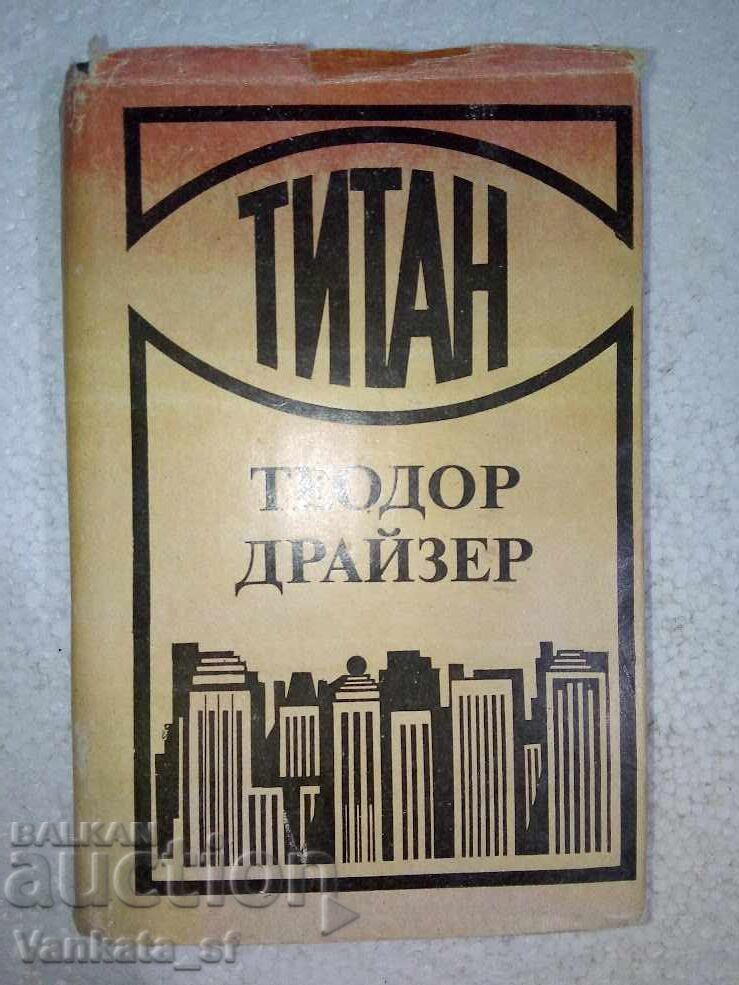 ТИТАН
ТЕОДОР
ДРАЙЗЕР
BALKAN
auction
Vankata_sf